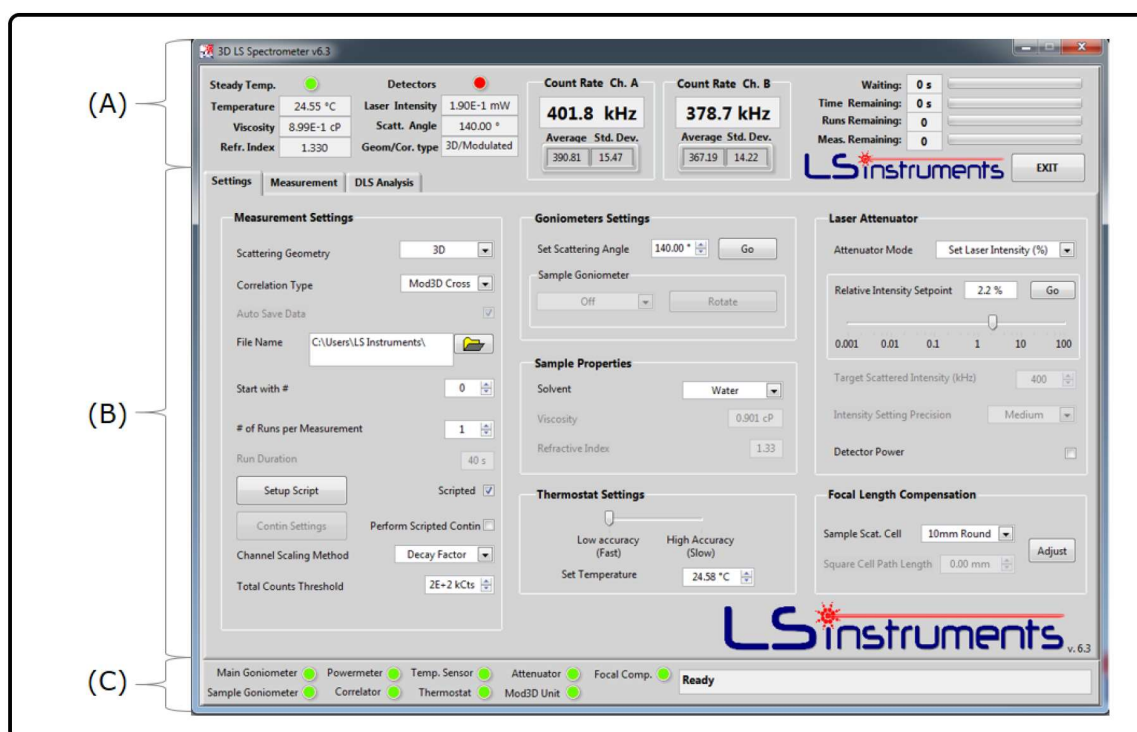 (A)
(B)
(C)
3D LS Spectrometer v6.3
Steady Temp.
Temperature 24.55 °C
Viscosity 8.99E-1 cP
Refr. Index 1.330
Detectors
Laser Intensity 1.90E-1 mW
Scatt. Angle 140.00 °
Geom/Cor. type 3D/Modulated
Count Rate Ch. A
401.8 kHz
Average Std. Dev.
390.81 15.47
Count Rate Ch. B
378.7 kHz
Average Std. Dev.
367.19 14.22
Waiting: 0 s
Time Remaining: 0 s
Runs Remaining: 0
Meas. Remaining: 0
LSinstruments
EXIT
Settings Measurement DLS Analysis
Measurement Settings
Scattering Geometry 3D
Correlation Type Mod3D Cross
Auto Save Data
File Name C:\Users\LS Instruments\
Start with # 0
# of Runs per Measurement 1
Run Duration 40 s
Setup Script Scripted
Contin Settings Perform Scripted Contin
Channel Scaling Method Decay Factor
Total Counts Threshold 2E+2 kCts
Goniometers Settings
Set Scattering Angle 140.00 ° Go
Sample Goniometer
Off Rotate
Sample Properties
Solvent Water
Viscosity 0.901 cP
Refractive Index 1.33
Thermostat Settings
Low accuracy High Accuracy
(Fast) (Slow)
Set Temperature 24.58 °C
Laser Attenuator
Attenuator Mode Set Laser Intensity (%)
Relative Intensity Setpoint 2.2 % Go
0.001 0.01 0.1 1 10 100
Target Scattered Intensity (kHz) 400
Intensity Setting Precision Medium
Detector Power
Focal Length Compensation
Sample Scat. Cell 10mm Round
Adjust
Square Cell Path Length 0.00 mm
LSinstruments v. 6.3
Main Goniometer Powermeter Temp. Sensor Attenuator Focal Comp.
Sample Goniometer Correlator Thermostat Mod3D Unit
Ready